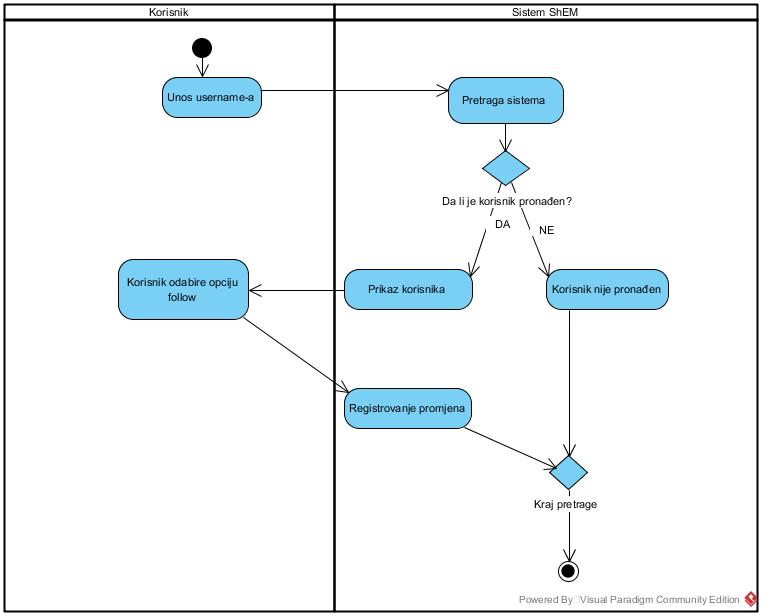 Korisnik
Sistem ShEM
Unos username-a
Pretraga sistema
Da li je korisnik pronađen?
DA
NE
Korisnik odabire opciju
follow
Prikaz korisnika
Korisnik nije pronađen
Registrovanje promjena
Kraj pretrage
Powered By Visual Paradigm Community Edition